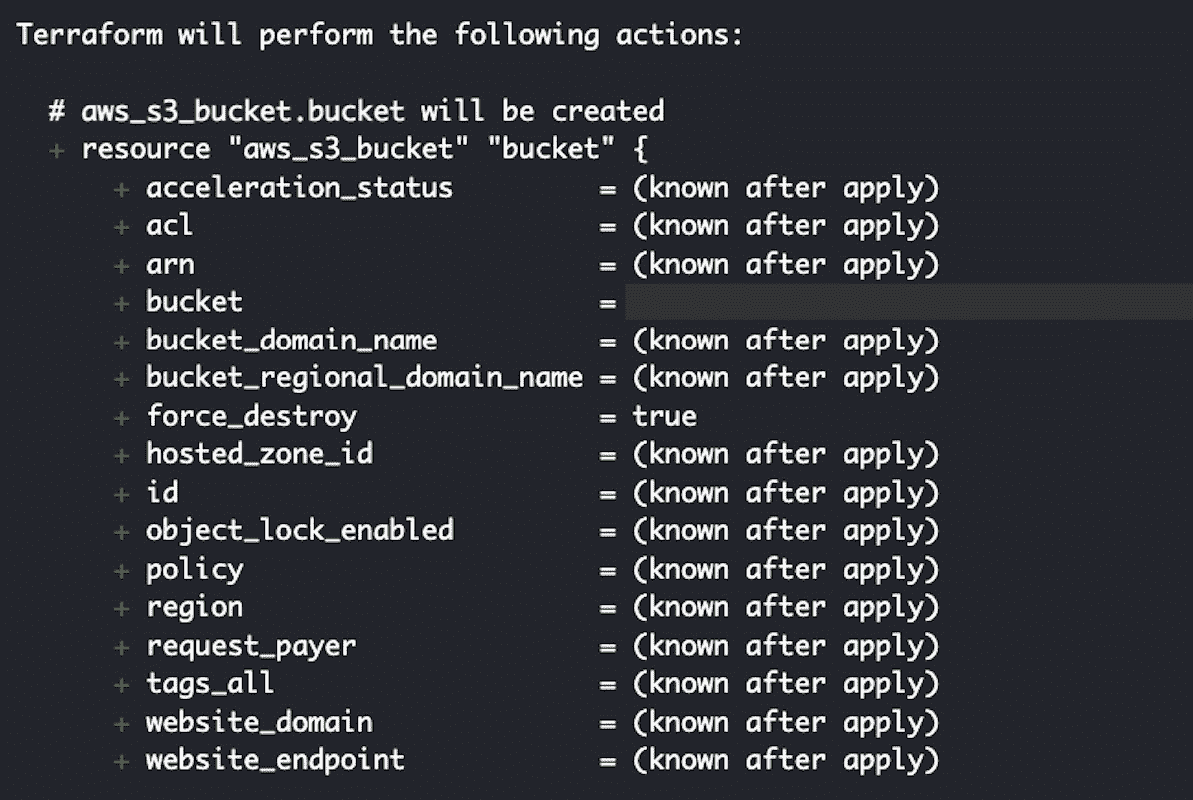 Terraform will perform the following actions:
# aws_s3_bucket.bucket will be created
+ resource "aws_s3_bucket" "bucket" {
+ acceleration_status = (known after apply)
+ acl = (known after apply)
+ arn = (known after apply)
+ bucket =
+ bucket_domain_name = (known after apply)
+ bucket_regional_domain_name = (known after apply)
+ force_destroy = true
+ hosted_zone_id = (known after apply)
+ id = (known after apply)
+ object_lock_enabled = (known after apply)
+ policy = (known after apply)
+ region = (known after apply)
+ request_payer = (known after apply)
+ tags_all = (known after apply)
+ website_domain = (known after apply)
+ website_endpoint = (known after apply)